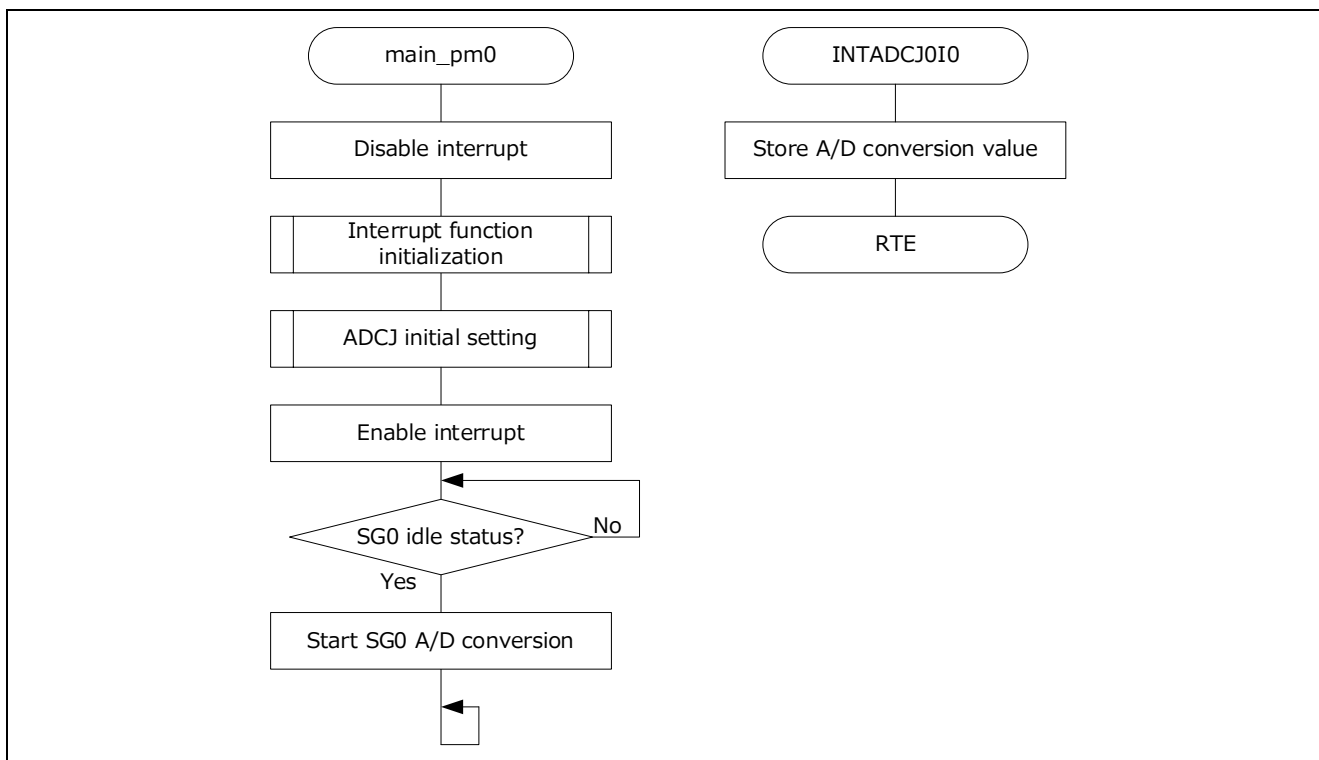 main_pm0
Disable interrupt
Interrupt function
initialization
ADCJ initial setting
Enable interrupt
SG0 idle status?
No
Yes
Start SG0 A/D conversion
INTADCJ0I0
Store A/D conversion value
RTE